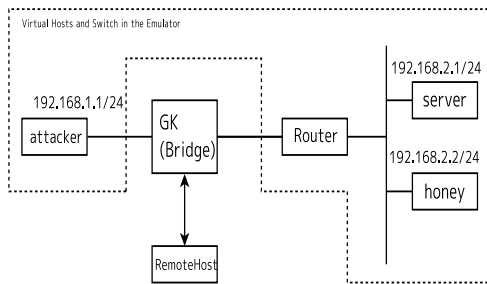 Virtual Hosts and Switch in the Emulator
192.168.1.1/24
attacker
GK
(Bridge)
Router
192.168.2.1/24
server
192.168.2.2/24
honey
RemoteHost